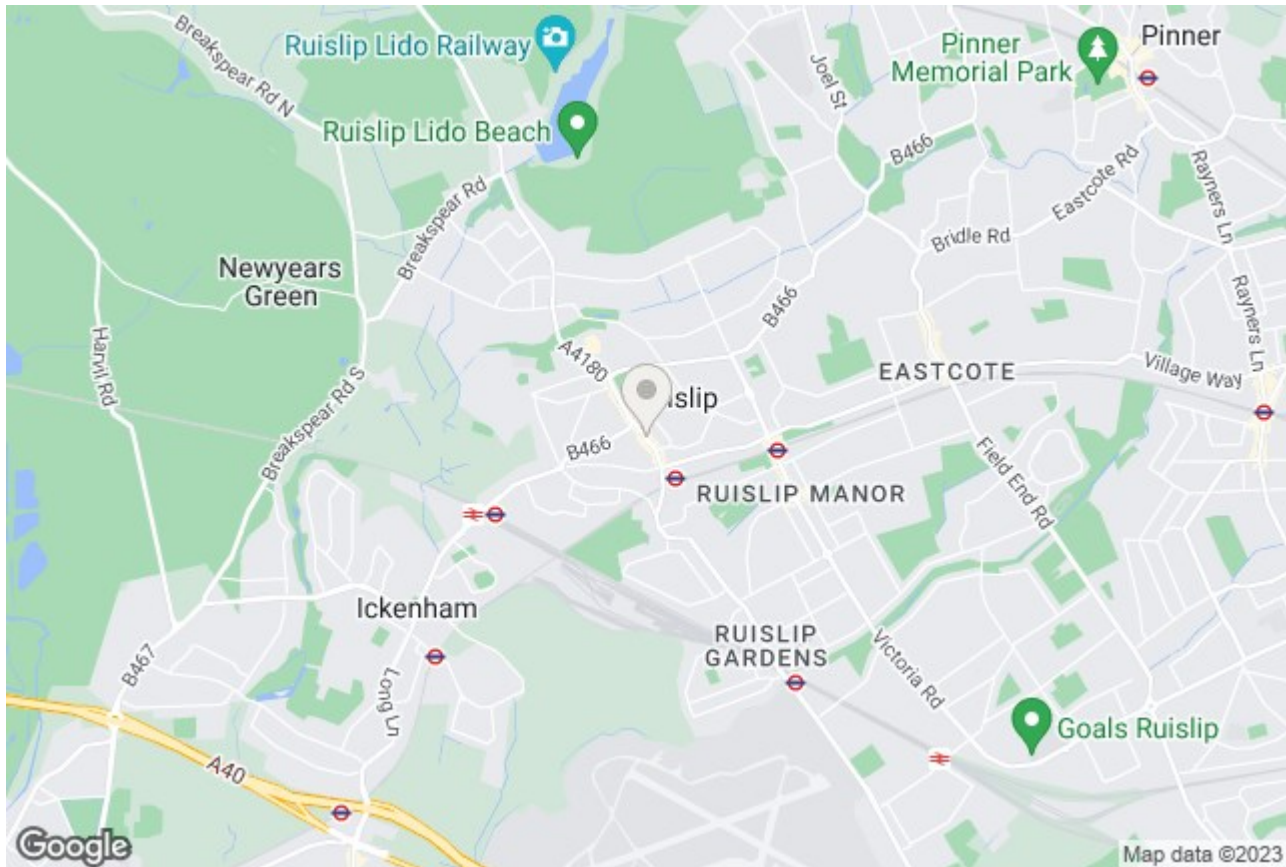 Breakspear Rd N
Ruislip Lido Railway
Joel St
Pinner
Memorial Park
Pinner
Ruislip Lido Beach
B466
Eastcote Rd
Rayners Ln
Breakspear Rd
Bridle Rd
Newyears
Green
B466
Rayners Ln
Harvil Rd
A4180
EASTCOTE
Village Way
islip
Breakspear Rd S
B466
Field End Rd
RUISLIP MANOR
Ickenham
RUISLIP
GARDENS
Victoria Rd
B467
Long Ln
Goals Ruislip
A40
Google
Map data ©2023